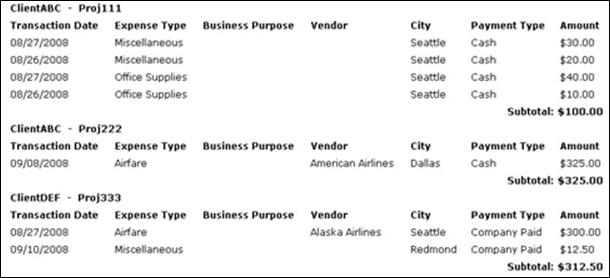 ClientABC - Proj111
Transaction Date Expense Type Business Purpose Vendor City Payment Type Amount
08/27/2008 Miscellaneous Seattle Cash $30.00
08/26/2008 Miscellaneous Seattle Cash $20.00
08/27/2008 Office Supplies Seattle Cash $40.00
08/26/2008 Office Supplies Seattle Cash $10.00
Subtotal: $100.00
ClientABC - Proj222
Transaction Date Expense Type Business Purpose Vendor City Payment Type Amount
09/08/2008 Airfare American Airlines Dallas Cash $325.00
Subtotal: $325.00
ClientDEF - Proj333
Transaction Date Expense Type Business Purpose Vendor City Payment Type Amount
08/27/2008 Airfare Alaska Airlines Seattle Company Paid $300.00
09/10/2008 Miscellaneous Redmond Company Paid $12.50
Subtotal: $312.50